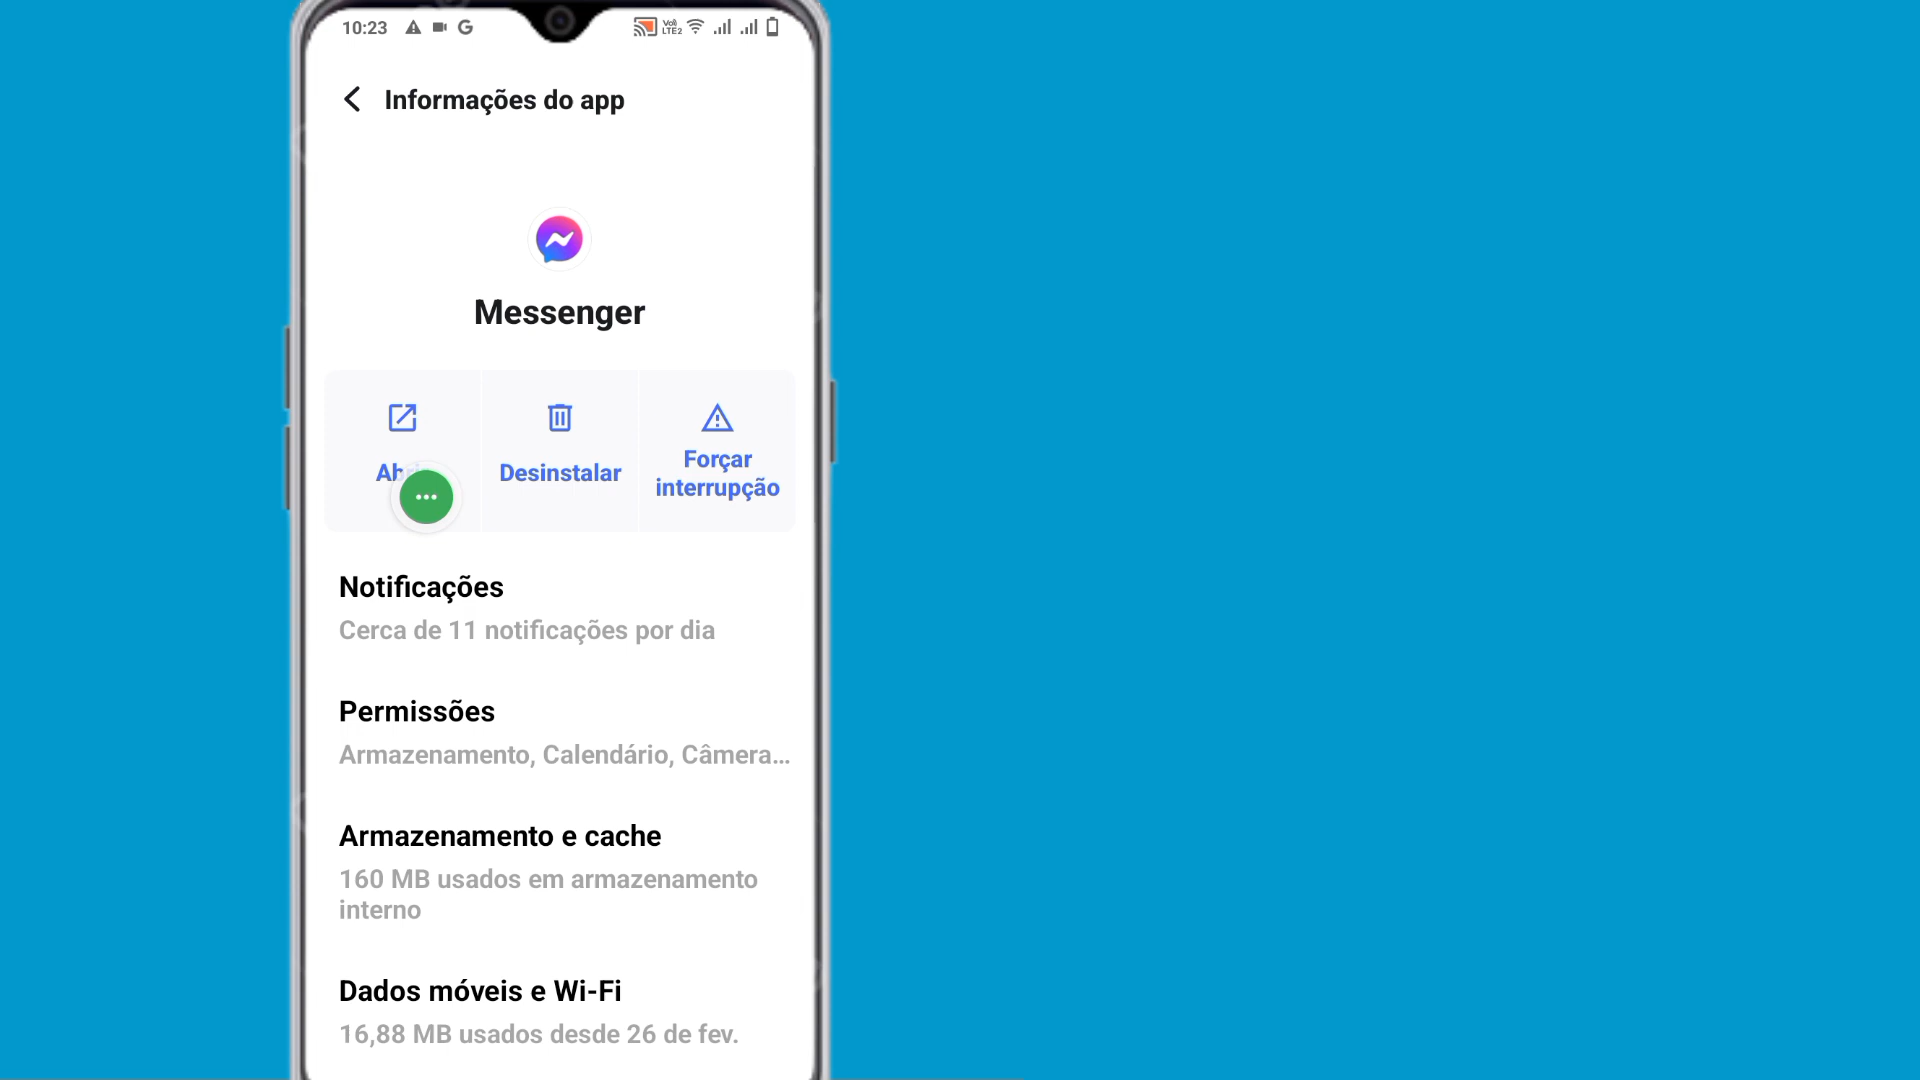 10:23 G Vo) LTE2
Informações do app
Messenger
Desinstalar
Forçar
interrupção
Notificações
Cerca de 11 notificações por dia
Permissões
Armazenamento, Calendário, Câmera...
Armazenamento e cache
160 MB usados em armazenamento
interno
Dados móveis e Wi-Fi
16,88 MB usados desde 26 de fev.